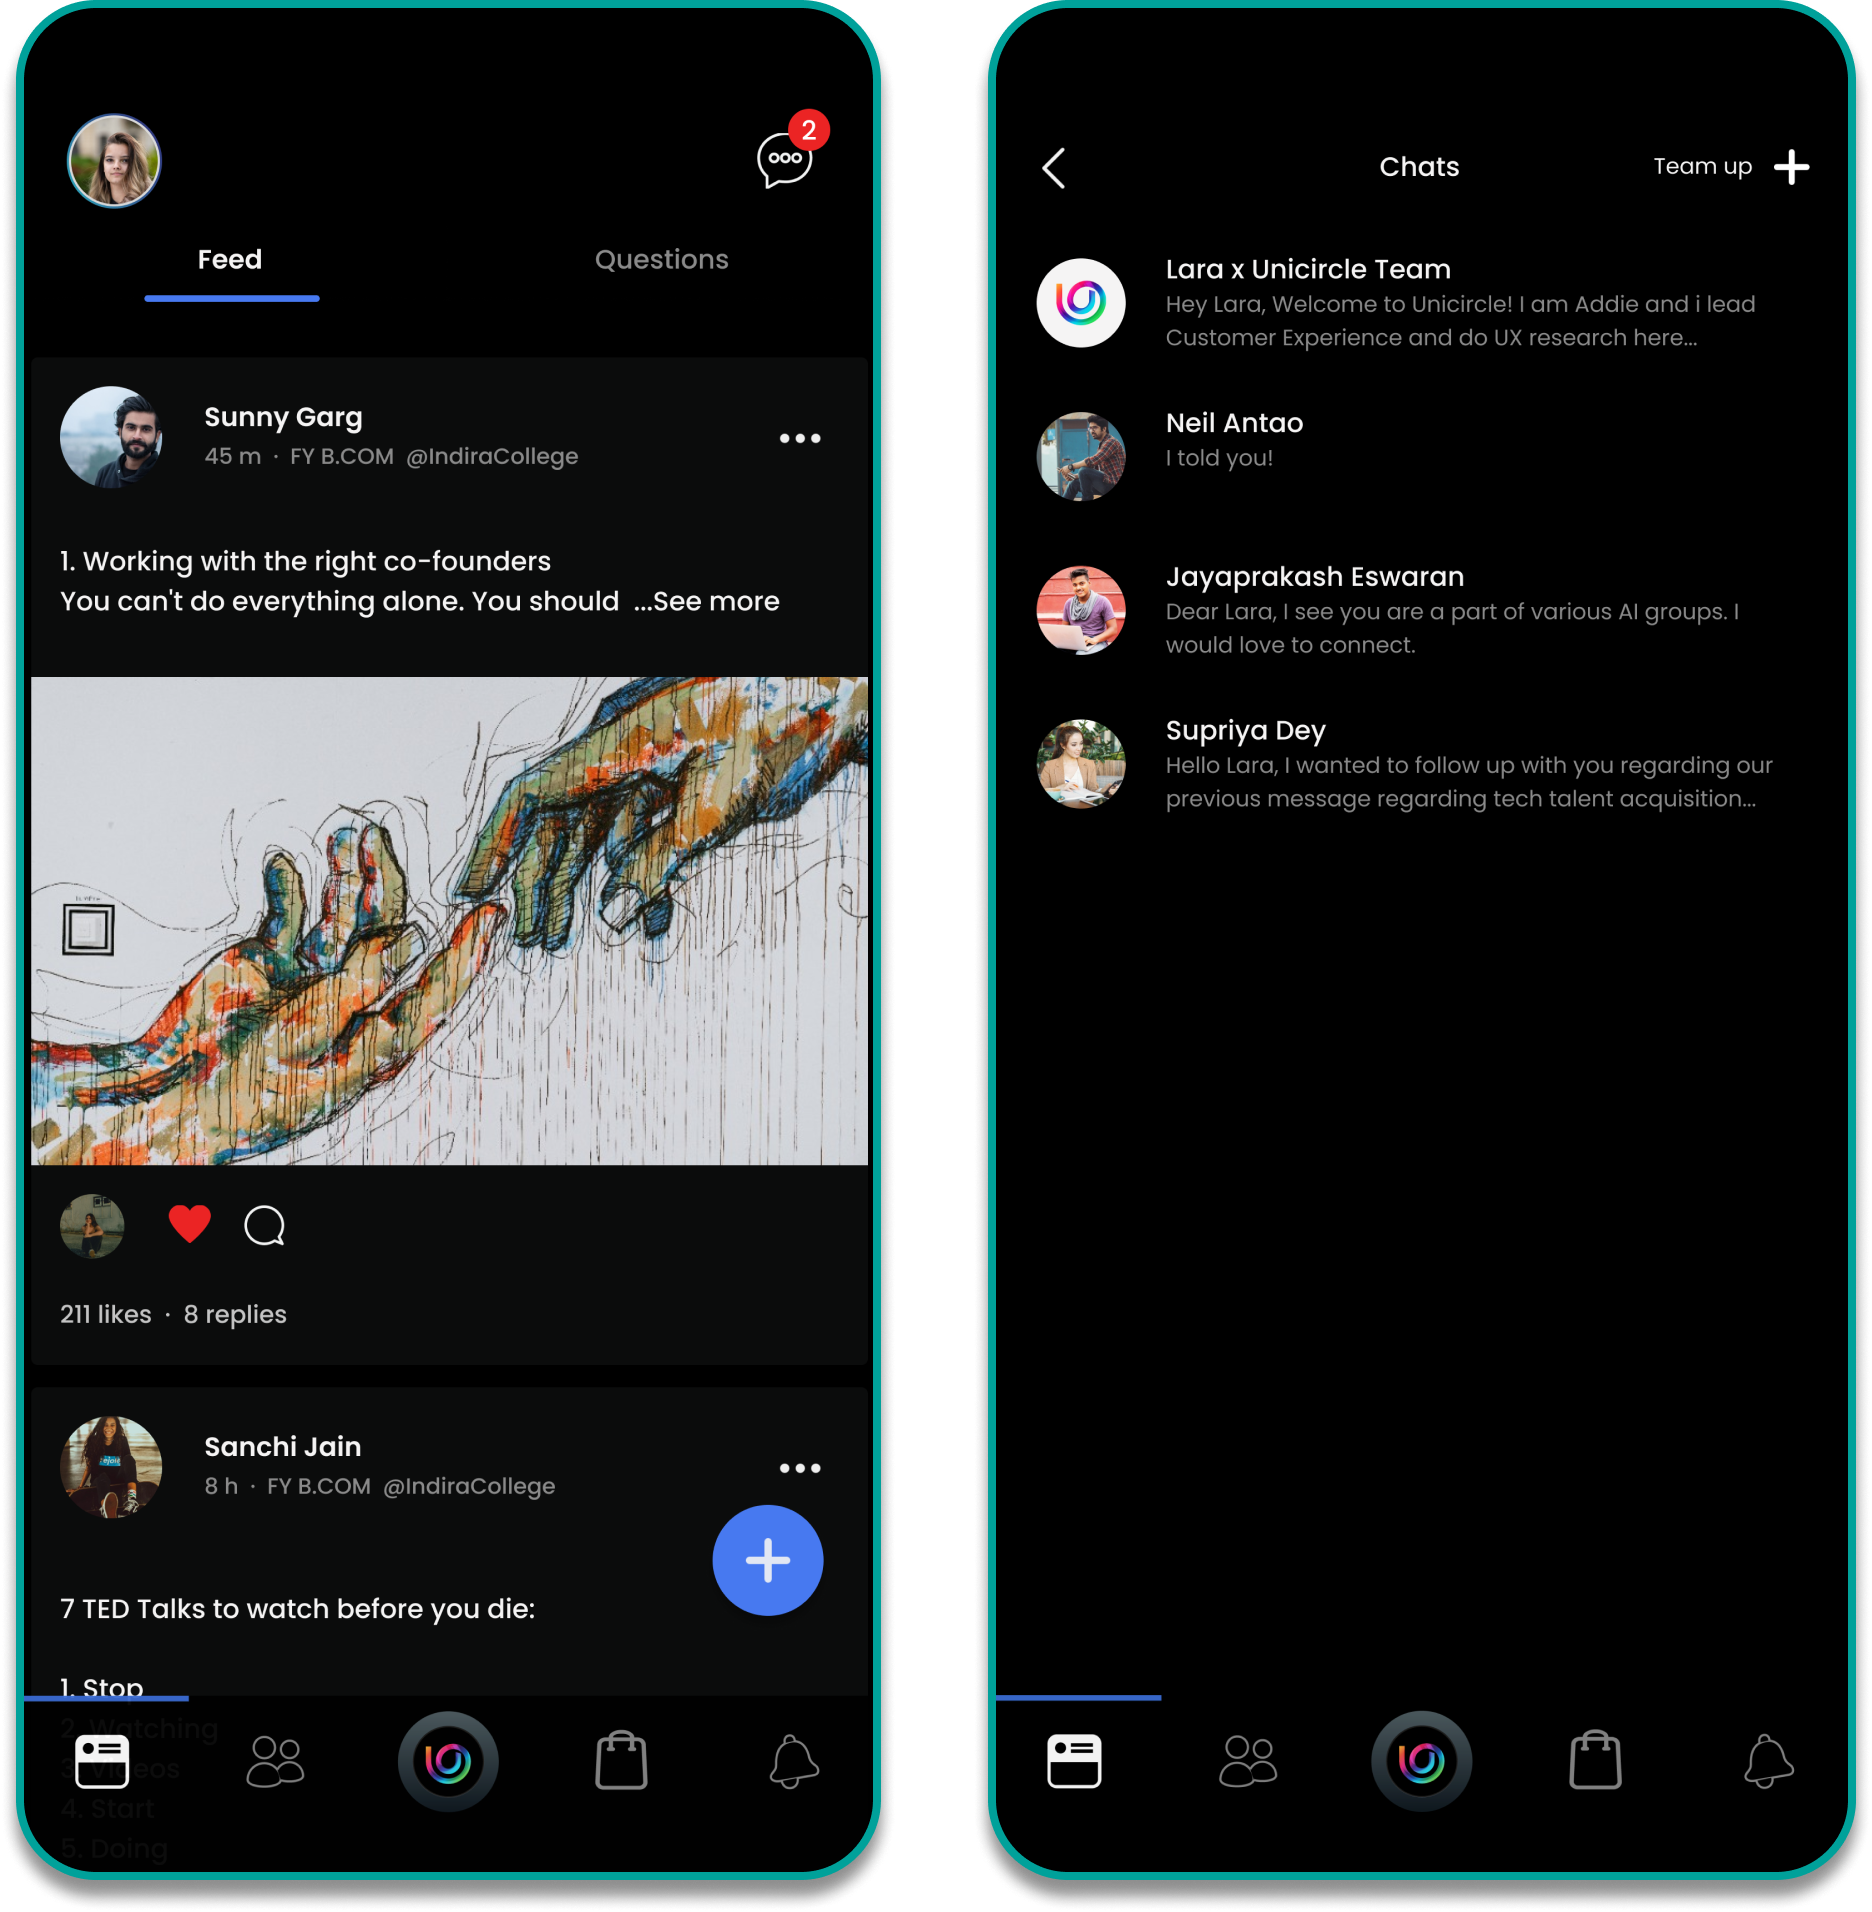 2
Feed
Questions
Sunny Garg
45 m · FY B.COM @IndiraCollege
1. Working with the right co-founders
You can't do everything alone. You should ...See more
211 likes · 8 replies
Sanchi Jain
8 h · FY B.COM @IndiraCollege
7 TED Talks to watch before you die:
1. Stop
2. Watching
3. Videos
4. Start
5. Doing
Chats
Team up
Lara x Unicircle Team
Hey Lara, Welcome to Unicircle! I am Addie and i lead
Customer Experience and do UX research here...
Neil Antao
I told you!
Jayaprakash Eswaran
Dear Lara, I see you are a part of various AI groups. I
would love to connect.
Supriya Dey
Hello Lara, I wanted to follow up with you regarding our
previous message regarding tech talent acquisition...